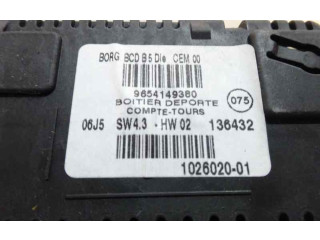 BORG BCD B5 Die CEM 00
9654149380
BOITIER DEPORTE
COMPTE-TOURS
075
06J5 SW4.3 - HW 02 136432
1026020-01